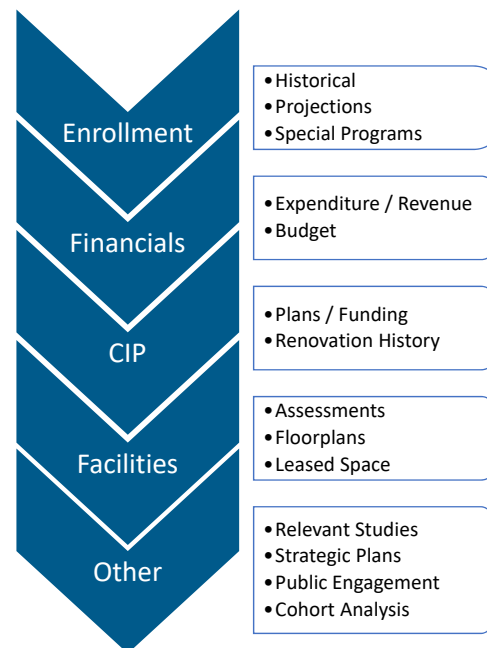 Enrollment
•Historical
•Projections
•Special Programs
Financials
•Expenditure / Revenue
•Budget
CIP
•Plans / Funding
•Renovation History
Facilities
•Assessments
•Floorplans
•Leased Space
Other
•Relevant Studies
•Strategic Plans
•Public Engagement
•Cohort Analysis